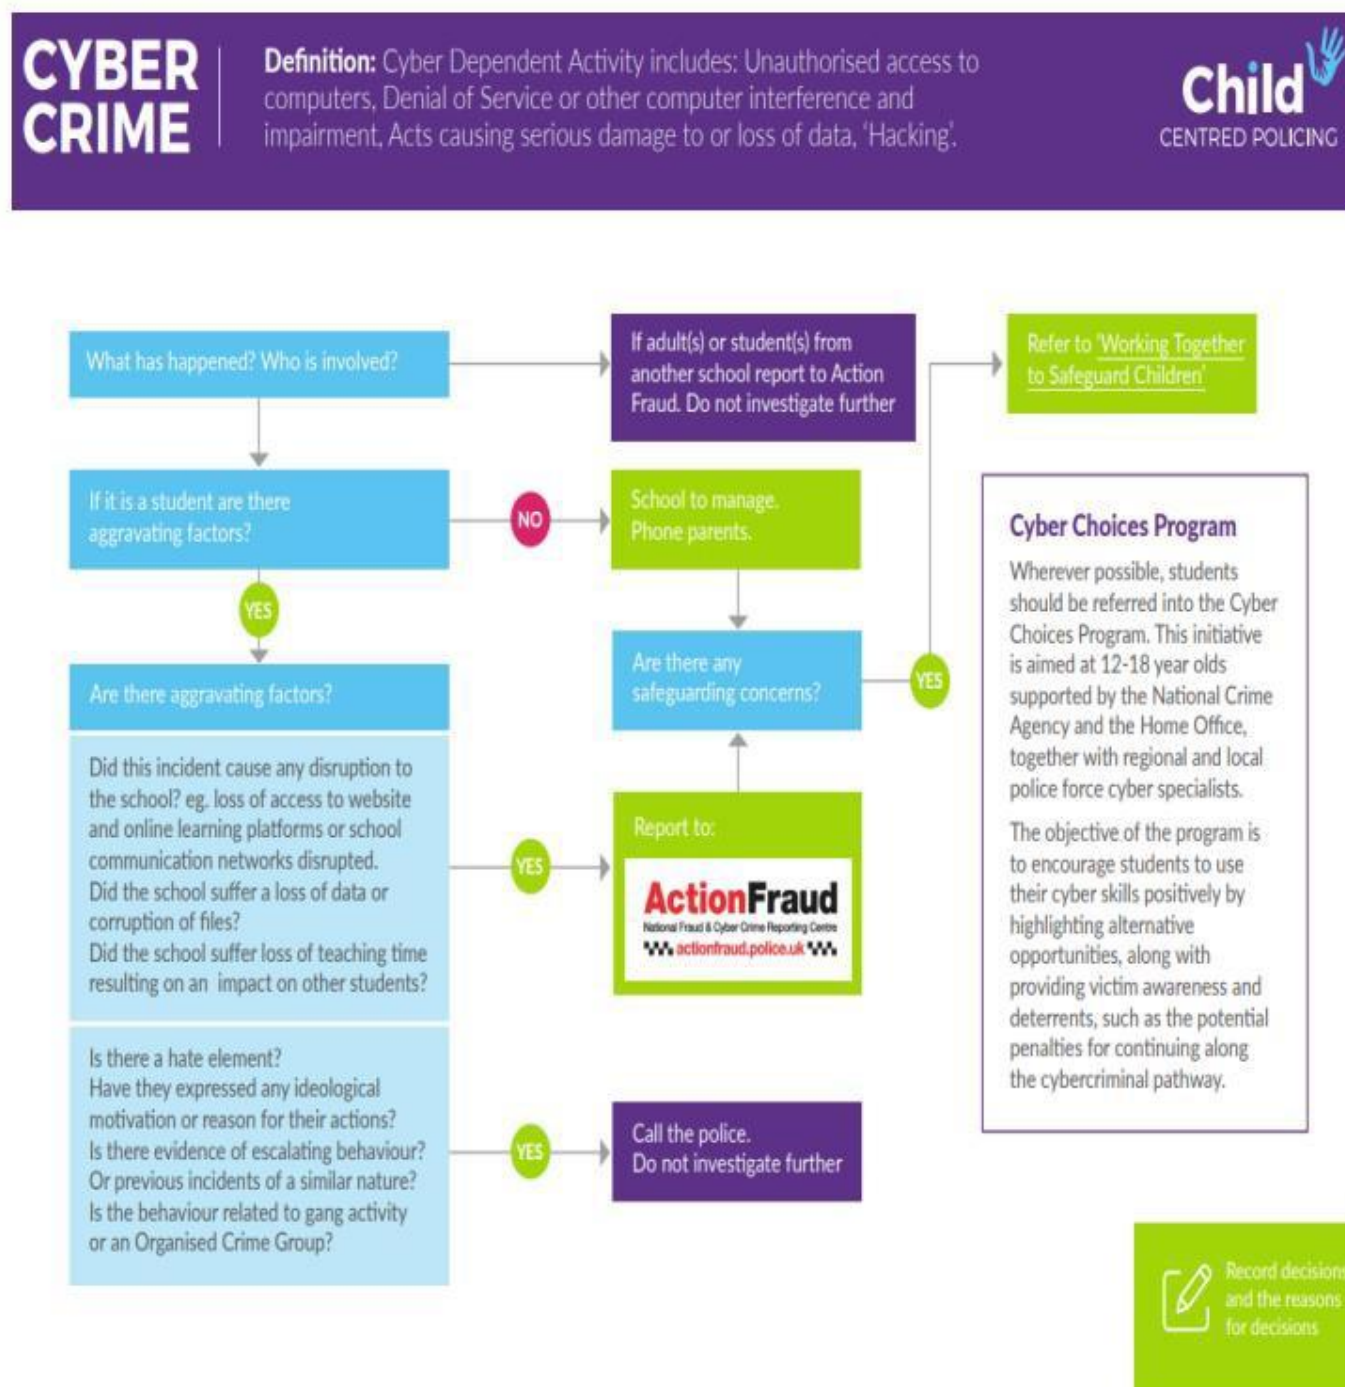 CYBER
CRIME
Definition: Cyber Dependent Activity includes: Unauthorised access to
computers, Denial of Service or other computer interference and
impairment, Acts causing serious damage to or loss of data, 'Hacking'.
Child
CENTRED POLICING
What has happened? Who is involved?
If adult(s) or student(s) from
another school report to Action
Fraud. Do not investigate further
Refer to 'Working Together
to Safeguard Children'
If it is a student are there
aggravating factors?
NO
School to manage.
Phone parents.
YES
Are there any
safeguarding concerns?
YES
Are there aggravating factors?
Did this incident cause any disruption to
the school? eg. loss of access to website
and online learning platforms or school
communication networks disrupted.
Did the school suffer a loss of data or
corruption of files?
Did the school suffer loss of teaching time
resulting on an impact on other students?
YES
Report to:
ActionFraud
National Fraud & Cyber Crime Reporting Centre
actionfraud.police.uk
Is there a hate element?
Have they expressed any ideological
motivation or reason for their actions?
Is there evidence of escalating behaviour?
Or previous incidents of a similar nature?
Is the behaviour related to gang activity
or an Organised Crime Group?
YES
Call the police.
Do not investigate further
Cyber Choices Program
Wherever possible, students
should be referred into the Cyber
Choices Program. This initiative
is aimed at 12-18 year olds
supported by the National Crime
Agency and the Home Office,
together with regional and local
police force cyber specialists.
The objective of the program is
to encourage students to use
their cyber skills positively by
highlighting alternative
opportunities, along with
providing victim awareness and
deterrents, such as the potential
penalties for continuing along
the cybercriminal pathway.
Record decisions
and the reasons
for decisions